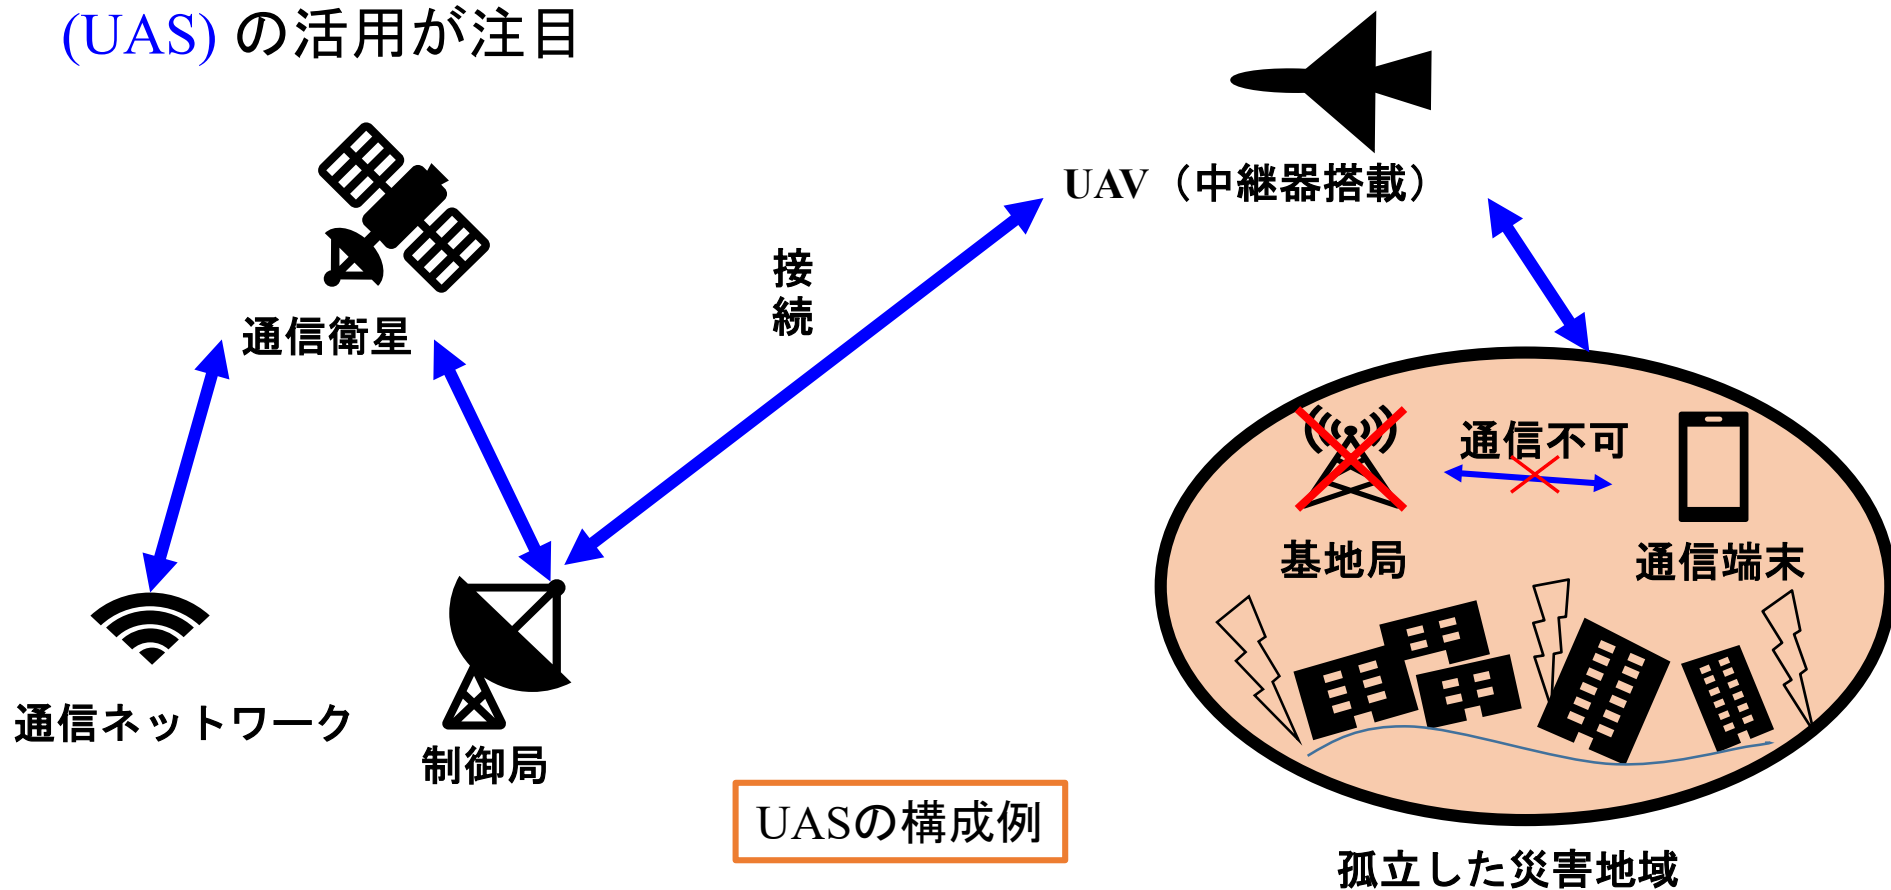 (UAS) の活用が注目
UAV（中継器搭載）
接続
通信衛星
通信不可
基地局
通信端末
通信ネットワーク
制御局
UASの構成例
孤立した災害地域